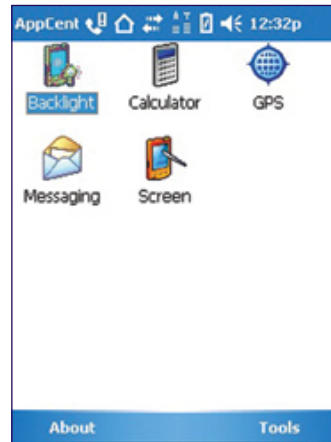 AppCent 12:32p
Backlight Calculator GPS
Messaging Screen
About Tools